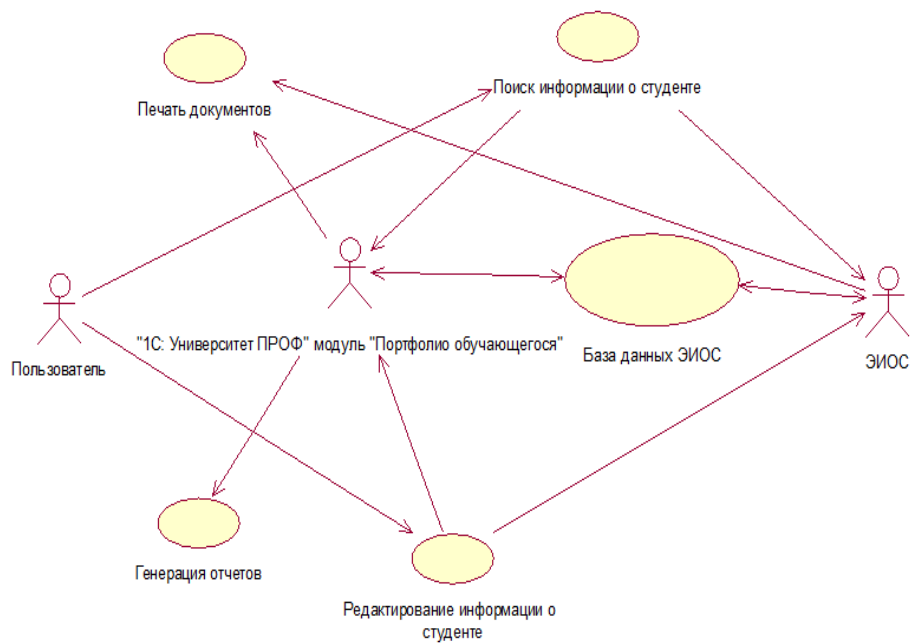 Поиск информации о студенте
Печать документов
"1С: Университет ПРОФ" модуль "Портфолио обучающегося"
База данных ЭИОС
ЭИОС
Пользователь
Генерация отчетов
Редактирование информации о
студенте